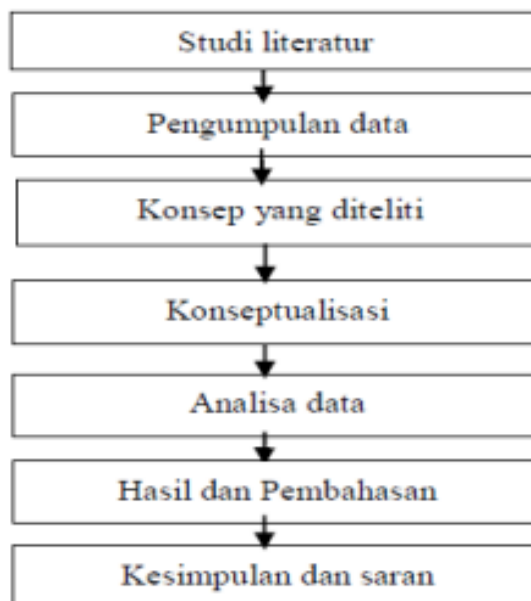 Studi literatur
Pengumpulan data
Konsep yang diteliti
Konseptualisasi
Analisa data
Hasil dan Pembahasan
Kesimpulan dan saran